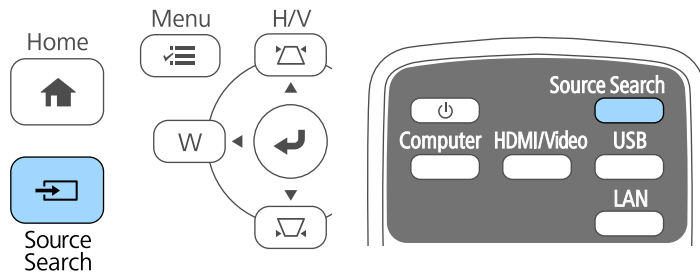 Home
Menu
H/V
W
Source
Search
Source Search
Computer
HDMI/Video
USB
LAN